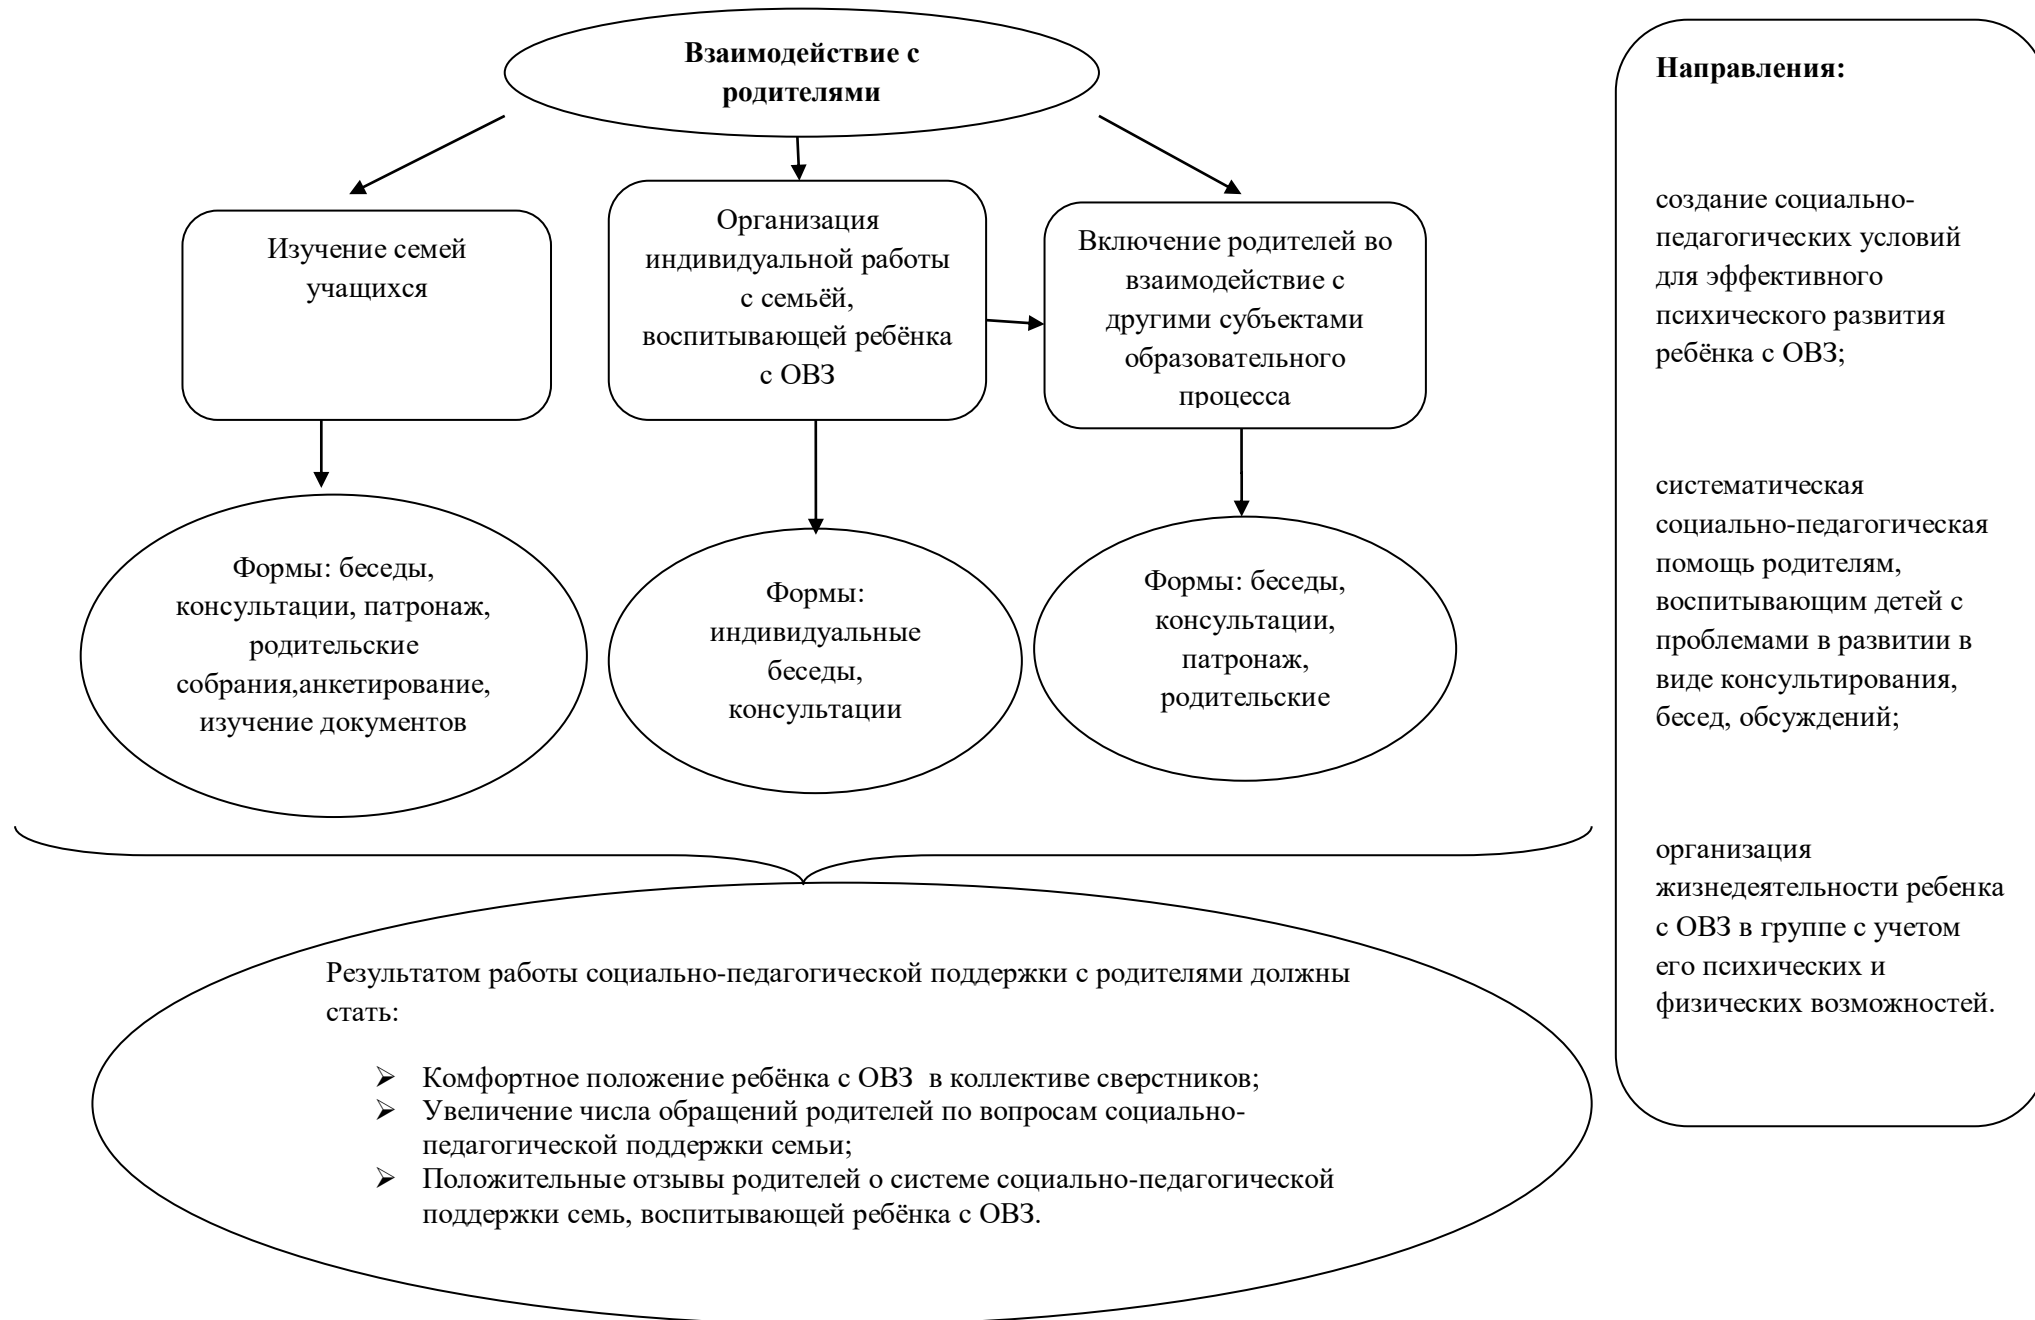 Взаимодействие с
родителями
Изучение семей
учащихся
Организация
индивидуальной работы
с семьёй,
воспитывающей ребёнка
с ОВЗ
Включение родителей во
взаимодействие с
другими субъектами
образовательного
процесса
Формы: беседы,
консультации, патронаж,
родительские
собрания,анкетирование,
изучение документов
Формы:
индивидуальные
беседы,
консультации
Формы: беседы,
консультации,
патронаж,
родительские
Результатом работы социально-педагогической поддержки с родителями должны
стать:
➢ Комфортное положение ребёнка с ОВЗ  в коллективе сверстников;
➢ Увеличение числа обращений родителей по вопросам социально-
педагогической поддержки семьи;
➢ Положительные отзывы родителей о системе социально-педагогической
поддержки семь, воспитывающей ребёнка с ОВЗ.
Направления:
создание социально-
педагогических условий
для эффективного
психического развития
ребёнка с ОВЗ;
систематическая
социально-педагогическая
помощь родителям,
воспитывающим детей с
проблемами в развитии в
виде консультирования,
бесед, обсуждений;
организация
жизнедеятельности ребенка
с ОВЗ в группе с учетом
его психических и
физических возможностей.